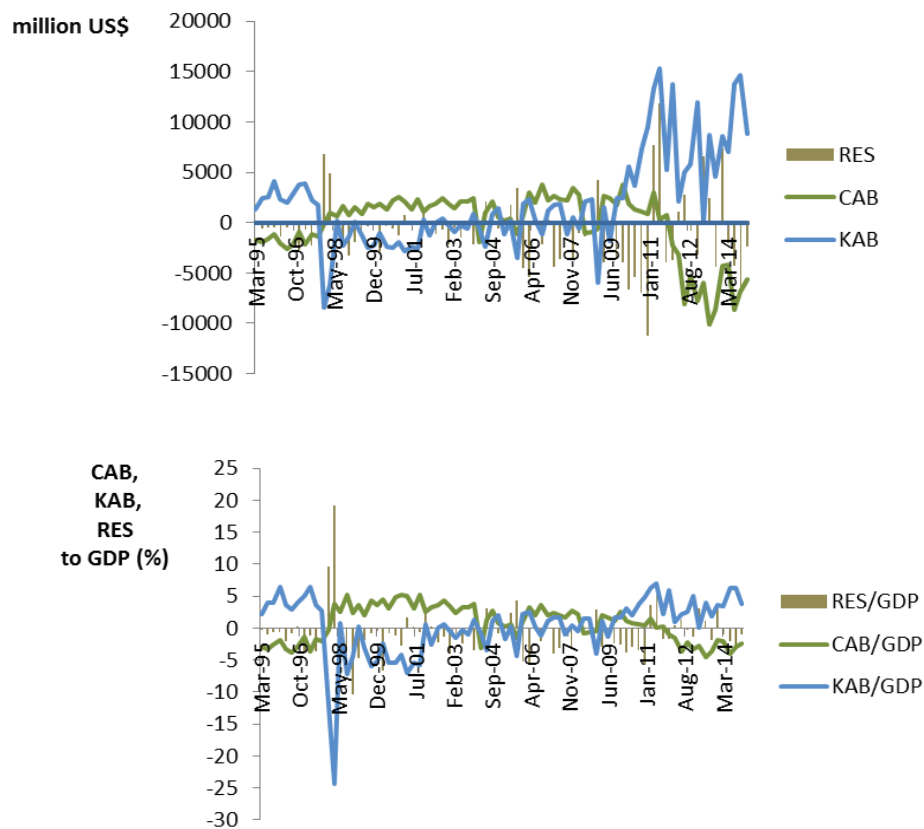 million US$
20000
15000
10000
5000
0
-5000
-10000
-15000
Mar-95
Oct-96
May-98
Dec-99
Jul-01
Feb-03
Sep-04
Apr-06
Nov-07
Jun-09
Jan-11
Aug-12
Mar-14
RES
CAB
KAB
CAB,
KAB,
RES
to GDP (%)
25
20
15
10
5
0
-5
-10
-15
-20
-25
-30
Mar-95
Oct-96
May-98
Dec-99
Jul-01
Feb-03
Sep-04
Apr-06
Nov-07
Jun-09
Jan-11
Aug-12
Mar-14
RES/GDP
CAB/GDP
KAB/GDP